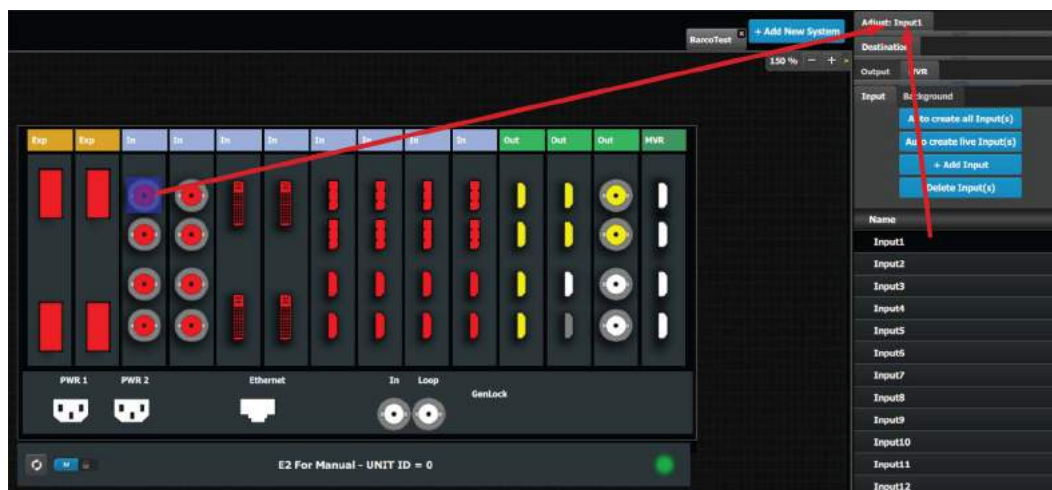 BarcoTest
+ Add New System
150 %
Adjust: Input1
Destination
Output MVR
Input Background
Auto create all Input(s)
Auto create live Input(s)
+ Add Input
Delete Input(s)
Name
Input1
Input2
Input3
Input4
Input5
Input6
Input7
Input8
Input9
Input10
Input11
Input12
Exp Exp In In In In In In In In Out Out Out MVR
PWR 1 PWR 2 Ethernet In Loop GenLock
M
E2 For Manual - UNIT ID = 0